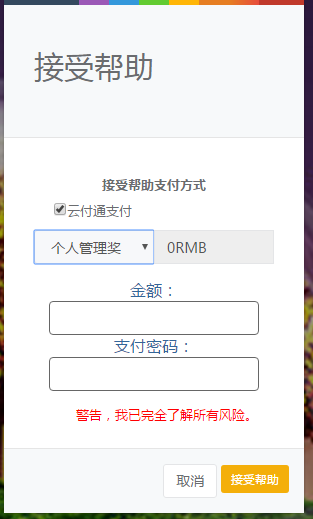 接受帮助
接受帮助支付方式
云付通支付
个人管理奖 0RMB
金额：
支付密码：
警告，我已完全了解所有风险。
取消 接受帮助